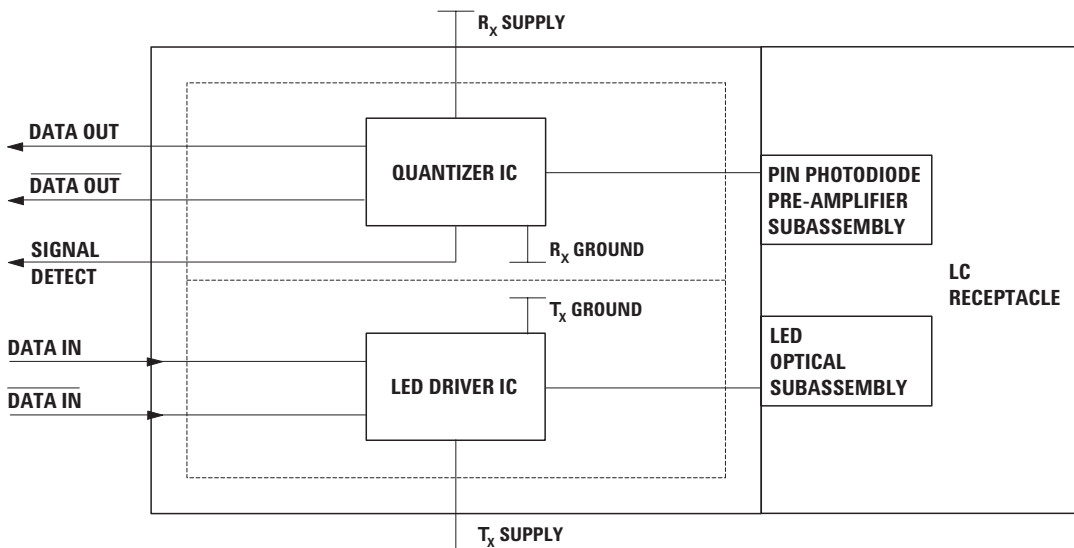 RX SUPPLY
DATA OUT
QUANTIZER IC
DATA OUT
PIN PHOTODIODE
PRE-AMPLIFIER
SUBASSEMBLY
SIGNAL
DETECT
RX GROUND
LC
RECEPTACLE
TX GROUND
DATA IN
DATA IN
LED DRIVER IC
LED
OPTICAL
SUBASSEMBLY
TX SUPPLY